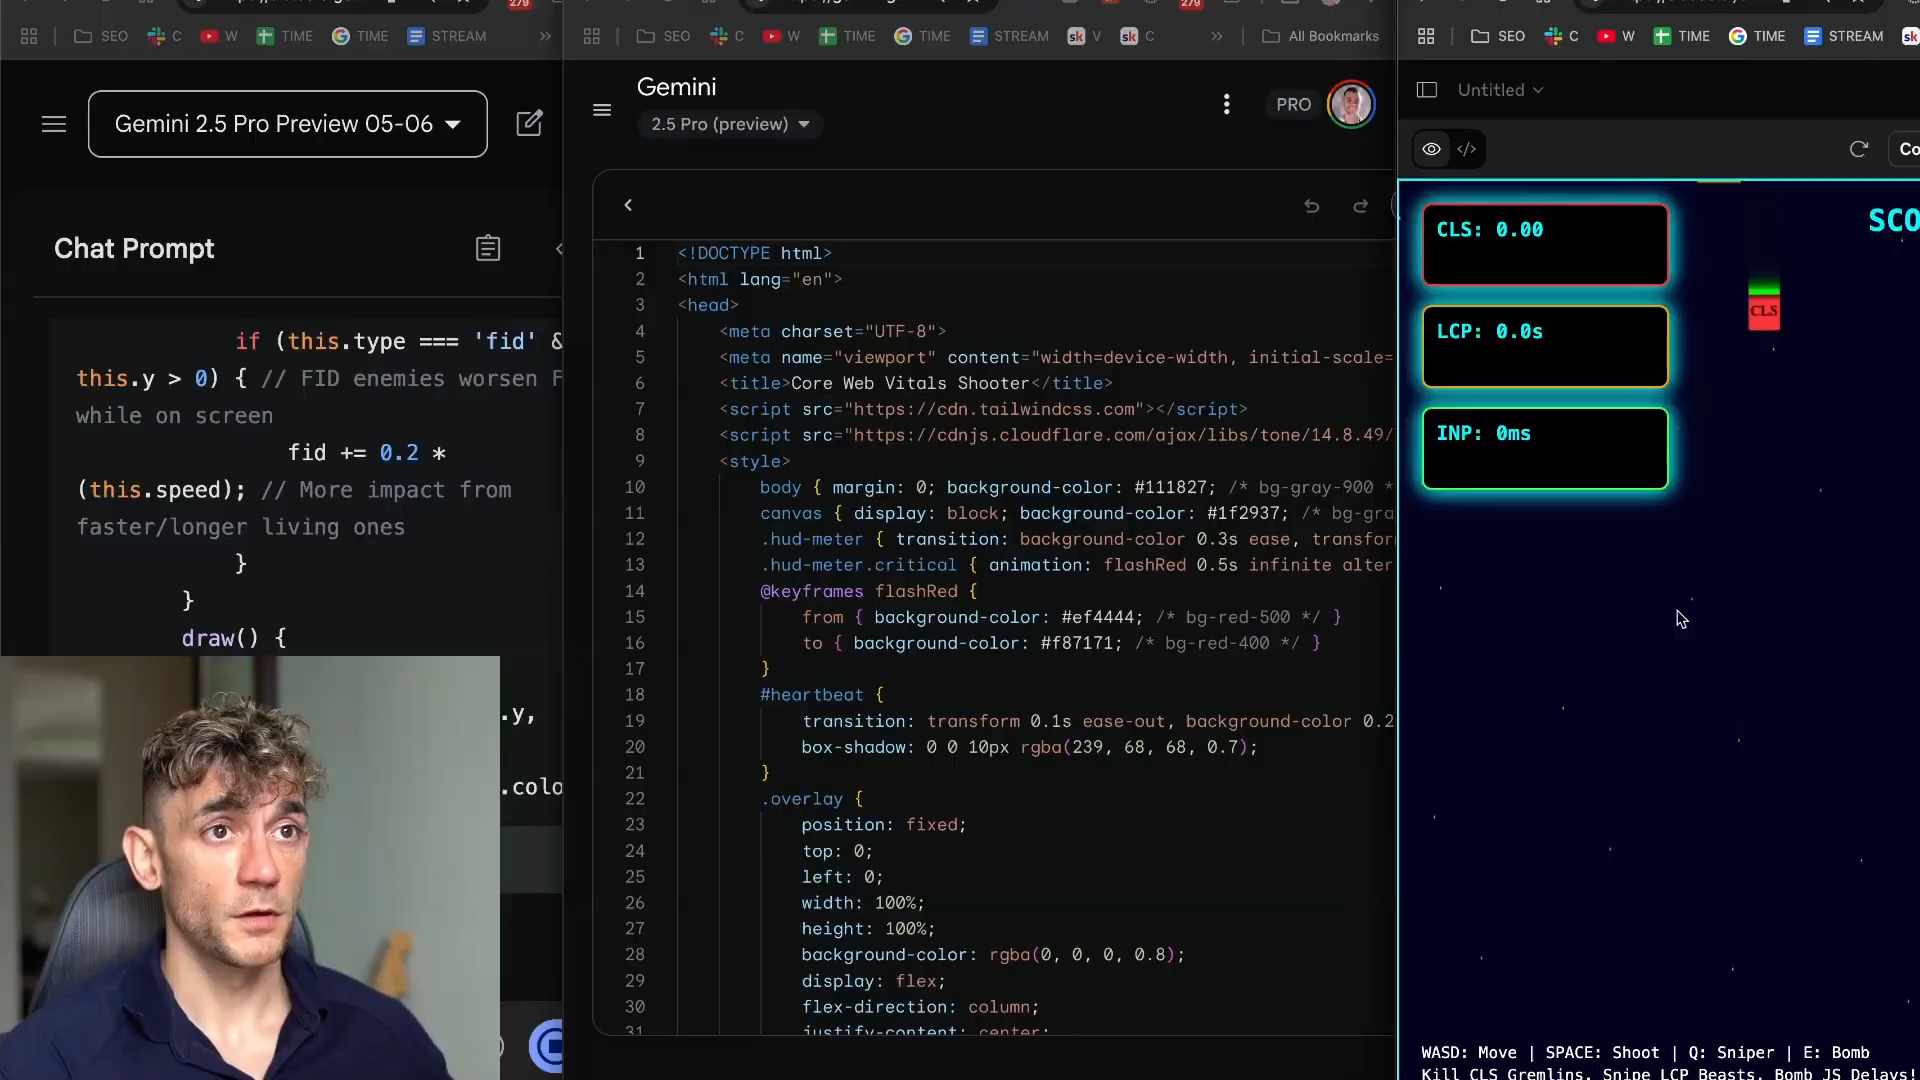 279
279
SEO
C
W
TIME
TIME
STREAM
SEO
C
W
TIME
TIME
STREAM
sk V
sk C
All Bookmarks
SEO
C
W
TIME
TIME
STREAM
sk
Gemini 2.5 Pro Preview 05-06
Chat Prompt
if (this.type === 'fid' &
this.y > 0) { // FID enemies worsen F
while on screen
fid += 0.2 *
(this.speed); // More impact from
faster/longer living ones
}
}
draw() {
.y,
.colo
Gemini
2.5 Pro (preview)
PRO
1 <!DOCTYPE html>
2 <html lang="en">
3 <head>
4 <meta charset="UTF-8">
5 <meta name="viewport" content="width=device-width, initial-scale=
6 <title>Core Web Vitals Shooter</title>
7 <script src="https://cdn.tailwindcss.com"></script>
8 <script src="https://cdnjs.cloudflare.com/ajax/libs/tone/14.8.49/
9 <style>
10 body { margin: 0; background-color: #111827; /* bg-gray-900 *
11 canvas { display: block; background-color: #1f2937; /* bg-gra
12 .hud-meter { transition: background-color 0.3s ease, transfor
13 .hud-meter.critical { animation: flashRed 0.5s infinite alter
14 @keyframes flashRed {
15 from { background-color: #ef4444; /* bg-red-500 */ }
16 to { background-color: #f87171; /* bg-red-400 */ }
17 }
18 #heartbeat {
19 transition: transform 0.1s ease-out, background-color 0.2
20 box-shadow: 0 0 10px rgba(239, 68, 68, 0.7);
21 }
22 .overlay {
23 position: fixed;
24 top: 0;
25 left: 0;
26 width: 100%;
27 height: 100%;
28 background-color: rgba(0, 0, 0, 0.8);
29 display: flex;
30 flex-direction: column;
31 justify-content: center;
Untitled
</>
Co
CLS: 0.00
SCO
CLS
LCP: 0.0s
INP: 0ms
WASD: Move | SPACE: Shoot | Q: Sniper | E: Bomb
Kill CLS Gremlins, Snipe LCP Beasts, Bomb JS Delays!